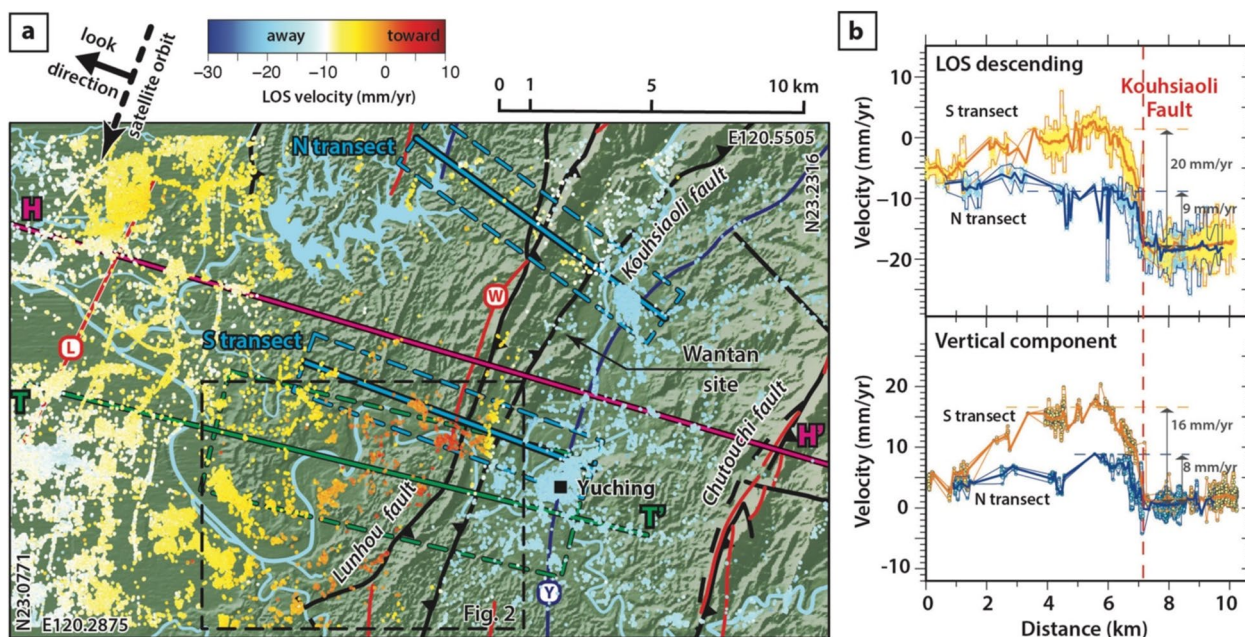 a
look
direction
satellite orbit
away
toward
−30
−20
−10
0
10
LOS velocity (mm/yr)
0 1 5 10 km
N transect
E120.5505
N23.2316
Kouhsiaoli fault
H
W
L
S transect
Wantan
site
T
H'
Yuching
Chutouchi fault
T'
Lunhou fault
Y
Fig. 2
N23.0771
E120.2875
b
LOS descending
Kouhsiaoli
Fault
S transect
20 mm/yr
N transect
9 mm/yr
Velocity (mm/yr)
10
0
−10
−20
Vertical component
S transect
16 mm/yr
N transect
8 mm/yr
Velocity (mm/yr)
20
10
0
-10
0 2 4 6 8 10
Distance (km)